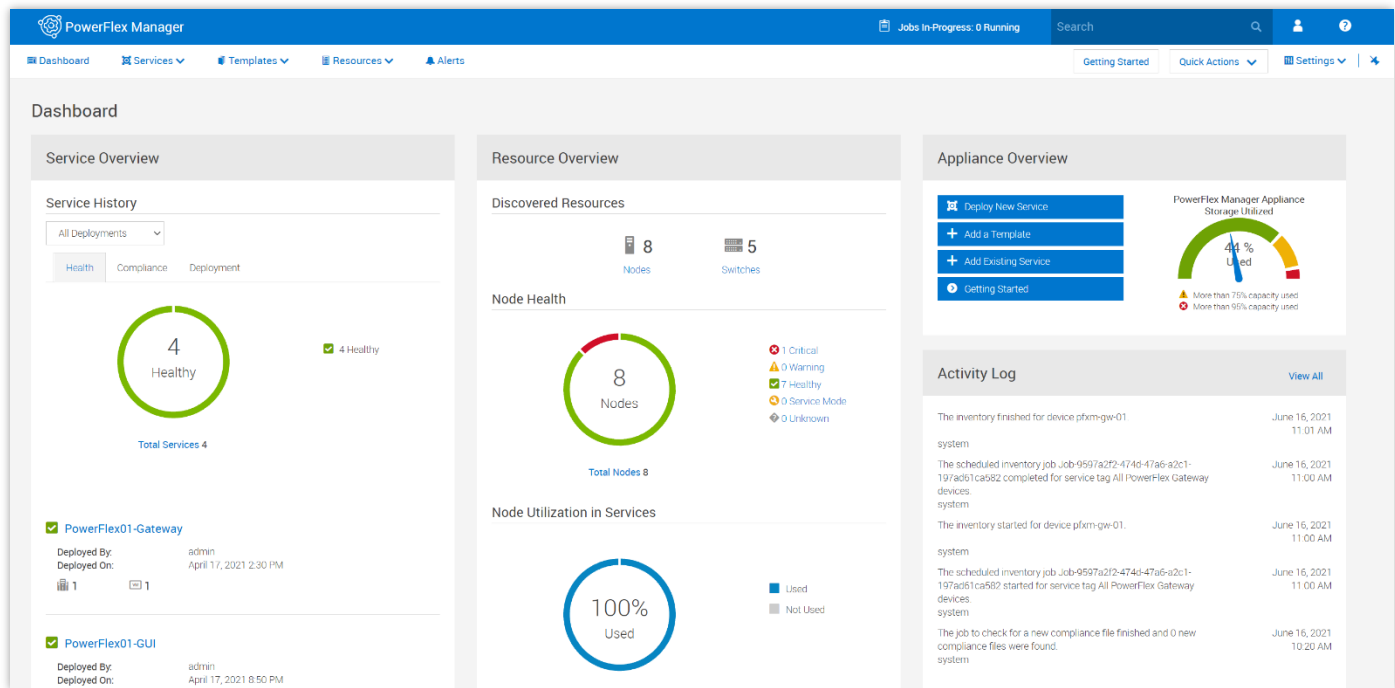 PowerFlex Manager
Jobs In-Progress: 0 Running
Search
Dashboard
Services
Templates
Resources
Alerts
Getting Started
Quick Actions
Settings
Dashboard
Service Overview
Service History
All Deployments
Health
Compliance
Deployment
4
Healthy
4 Healthy
Total Services 4
PowerFlex01-Gateway
Deployed By: admin
Deployed On: April 17, 2021 2:30 PM
1
1
PowerFlex01-GUI
Deployed By: admin
Deployed On: April 17, 2021 8:50 PM
Resource Overview
Discovered Resources
8
Nodes
5
Switches
Node Health
8
Nodes
1 Critical
0 Warning
7 Healthy
0 Service Mode
0 Unknown
Total Nodes 8
Node Utilization in Services
100%
Used
Used
Not Used
Appliance Overview
Deploy New Service
Add a Template
Add Existing Service
Getting Started
PowerFlex Manager Appliance
Storage Utilized
44 %
Used
More than 75% capacity used
More than 95% capacity used
Activity Log
View All
The inventory finished for device pfxm-gw-01.
June 16, 2021
11:01 AM
system
The scheduled inventory job Job-9597a2f2-474d-47a6-a2c1-
197ad61ca582 completed for service tag All PowerFlex Gateway
devices.
June 16, 2021
11:00 AM
system
The inventory started for device pfxm-gw-01.
June 16, 2021
11:00 AM
system
The scheduled inventory job Job-9597a2f2-474d-47a6-a2c1-
197ad61ca582 started for service tag All PowerFlex Gateway
devices.
June 16, 2021
11:00 AM
system
The job to check for a new compliance file finished and 0 new
compliance files were found.
June 16, 2021
10:20 AM
system